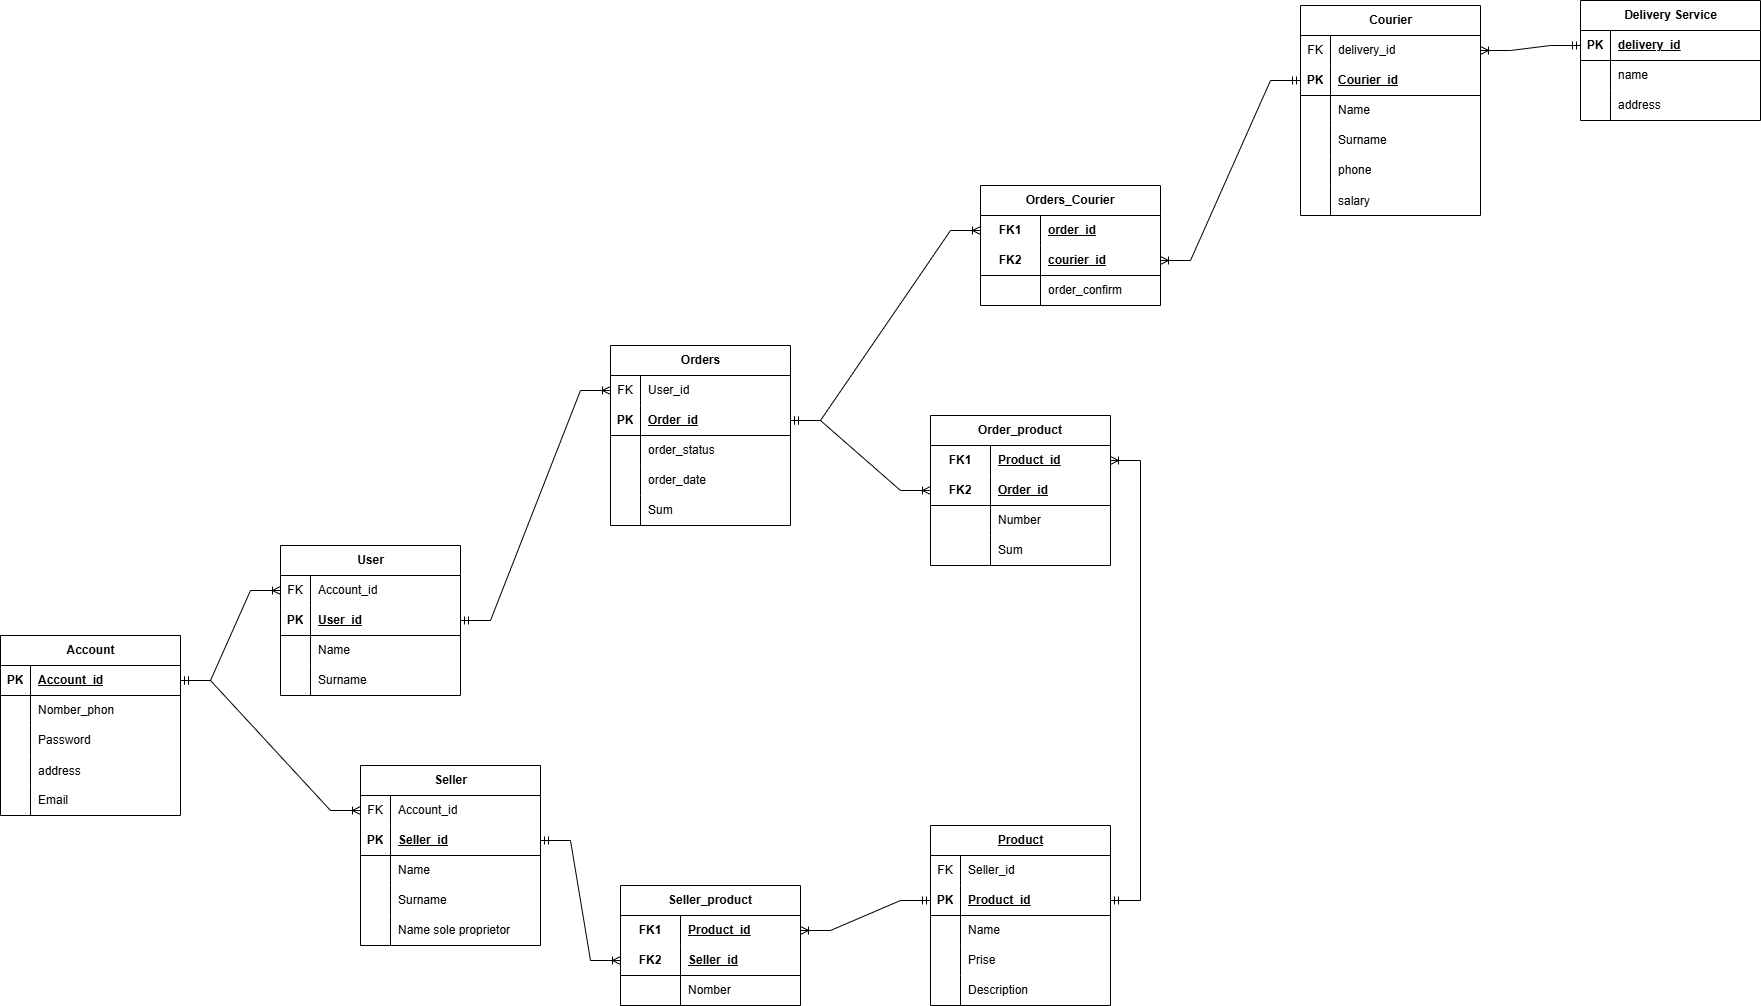 Delivery Service
PK delivery_id
name
address
Courier
FK delivery_id
PK Courier_id
Name
Surname
phone
salary
Orders_Courier
FK1 order_id
FK2 courier_id
order_confirm
Orders
FK User_id
PK Order_id
order_status
order_date
Sum
Order_product
FK1 Product_id
FK2 Order_id
Number
Sum
User
FK Account_id
PK User_id
Name
Surname
Account
PK Account_id
Nomber_phon
Password
address
Email
Seller
FK Account_id
PK Seller_id
Name
Surname
Name sole proprietor
Seller_product
FK1 Product_id
FK2 Seller_id
Nomber
Product
FK Seller_id
PK Product_id
Name
Prise
Description